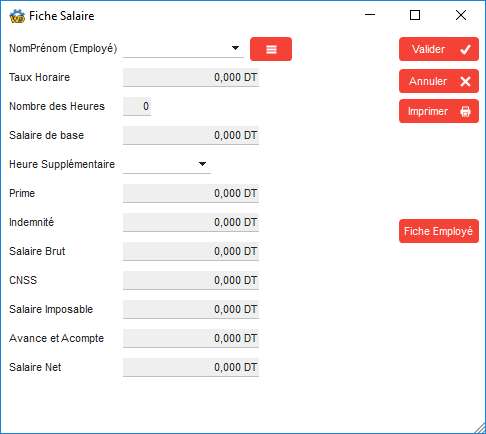 Fiche Salaire
NomPrénom (Employé)
Valider
Taux Horaire 0,000 DT
Annuler
Nombre des Heures 0
Imprimer
Salaire de base 0,000 DT
Heure Supplémentaire
Prime 0,000 DT
Indemnité 0,000 DT
Fiche Employé
Salaire Brut 0,000 DT
CNSS 0,000 DT
Salaire Imposable 0,000 DT
Avance et Acompte 0,000 DT
Salaire Net 0,000 DT